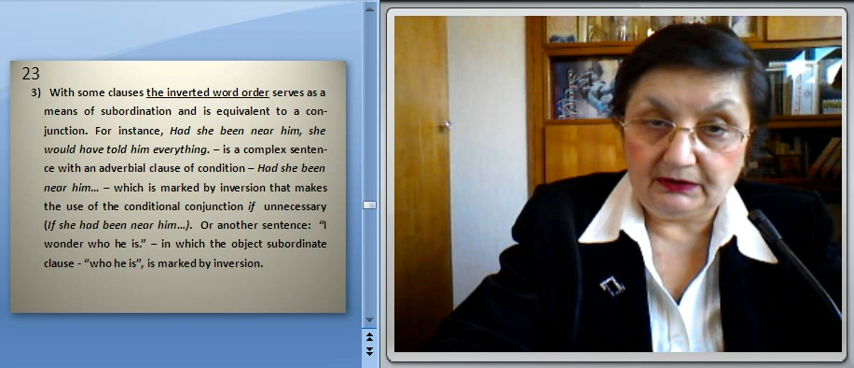 23
3) With some clauses the inverted word order serves as a
means of subordination and is equivalent to a con-
junction. For instance, Had she been near him, she
would have told him everything. – is a complex senten-
ce with an adverbial clause of condition – Had she been
near him... – which is marked by inversion that makes
the use of the conditional conjunction if unnecessary
(If she had been near him...). Or another sentence: "I
wonder who he is." – in which the object subordinate
clause - "who he is", is marked by inversion.